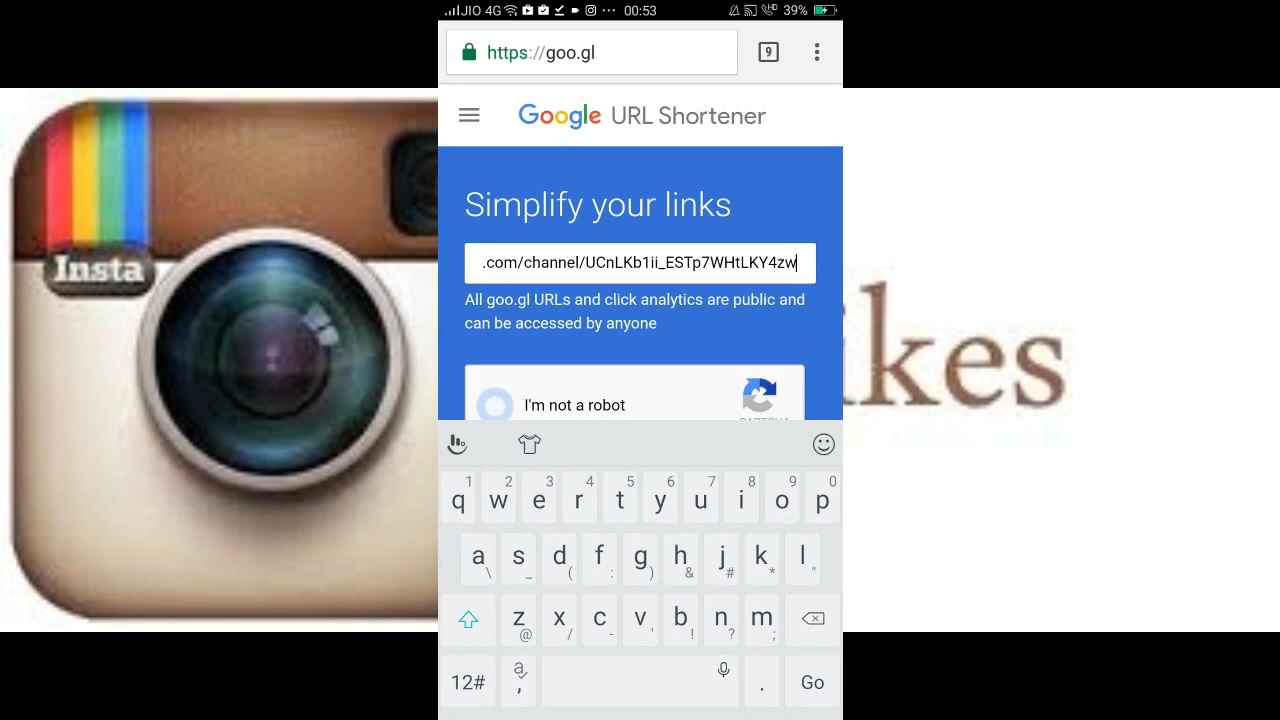 JIO 4G 00:53 HD 39%
https://goo.gl 9
Google URL Shortener
Simplify your links
.com/channel/UCnLKb1ii_ESTp7WHtLKY4zw
All goo.gl URLs and click analytics are public and
can be accessed by anyone
I'm not a robot
Insta
ikes
1 2 3 4 5 6 7 8 9 0
q w e r t y u i o p
a s d f g h j k l
\ _ ( : ) & # * "
z x c v b n m
@ / - ' ! ? ;
12# a , . Go